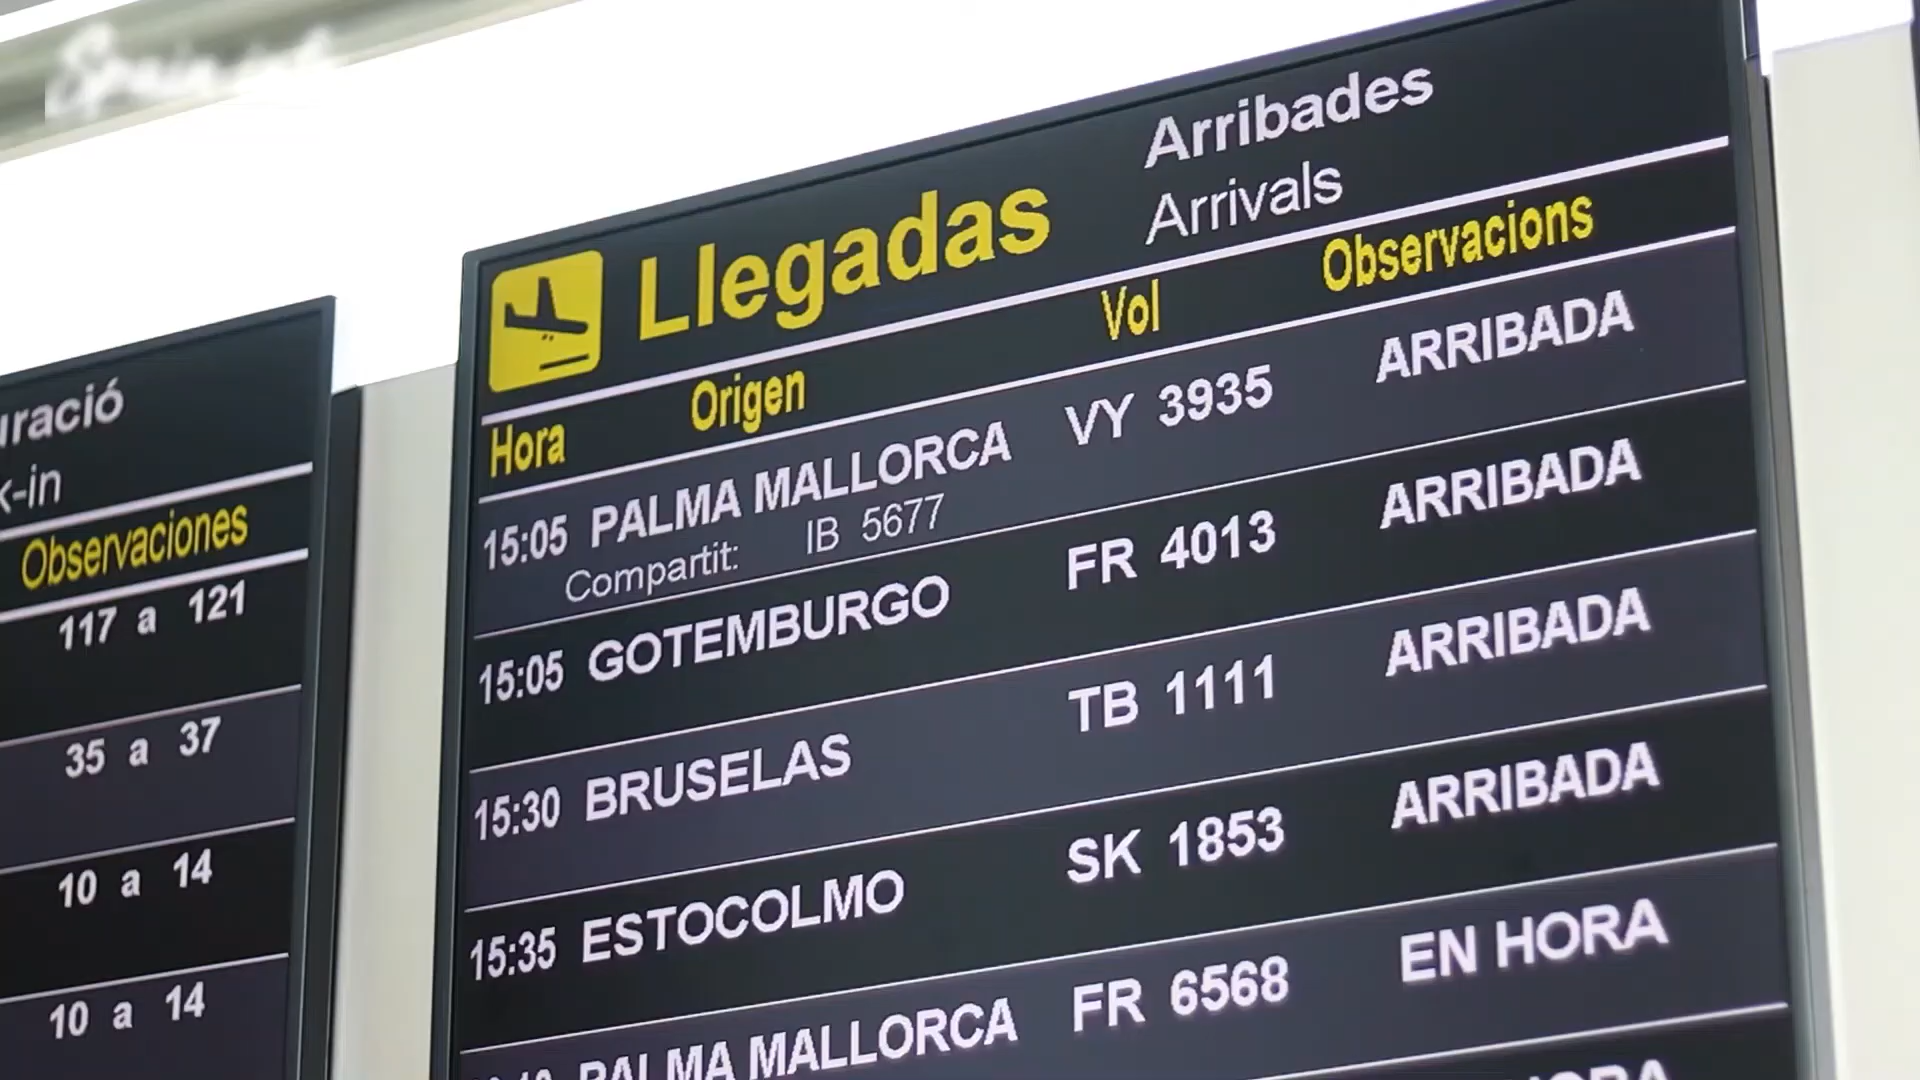 uració
k-in
Observaciones
117 a 121
35 a 37
10 a 14
10 a 14
Llegadas
Arribades
Arrivals
Hora Origen Vol Observacions
15:05 PALMA MALLORCA VY 3935 ARRIBADA
Compartit: IB 5677
15:05 GOTEMBURGO FR 4013 ARRIBADA
15:30 BRUSELAS TB 1111 ARRIBADA
15:35 ESTOCOLMO SK 1853 ARRIBADA
PALMA MALLORCA FR 6568 EN HORA